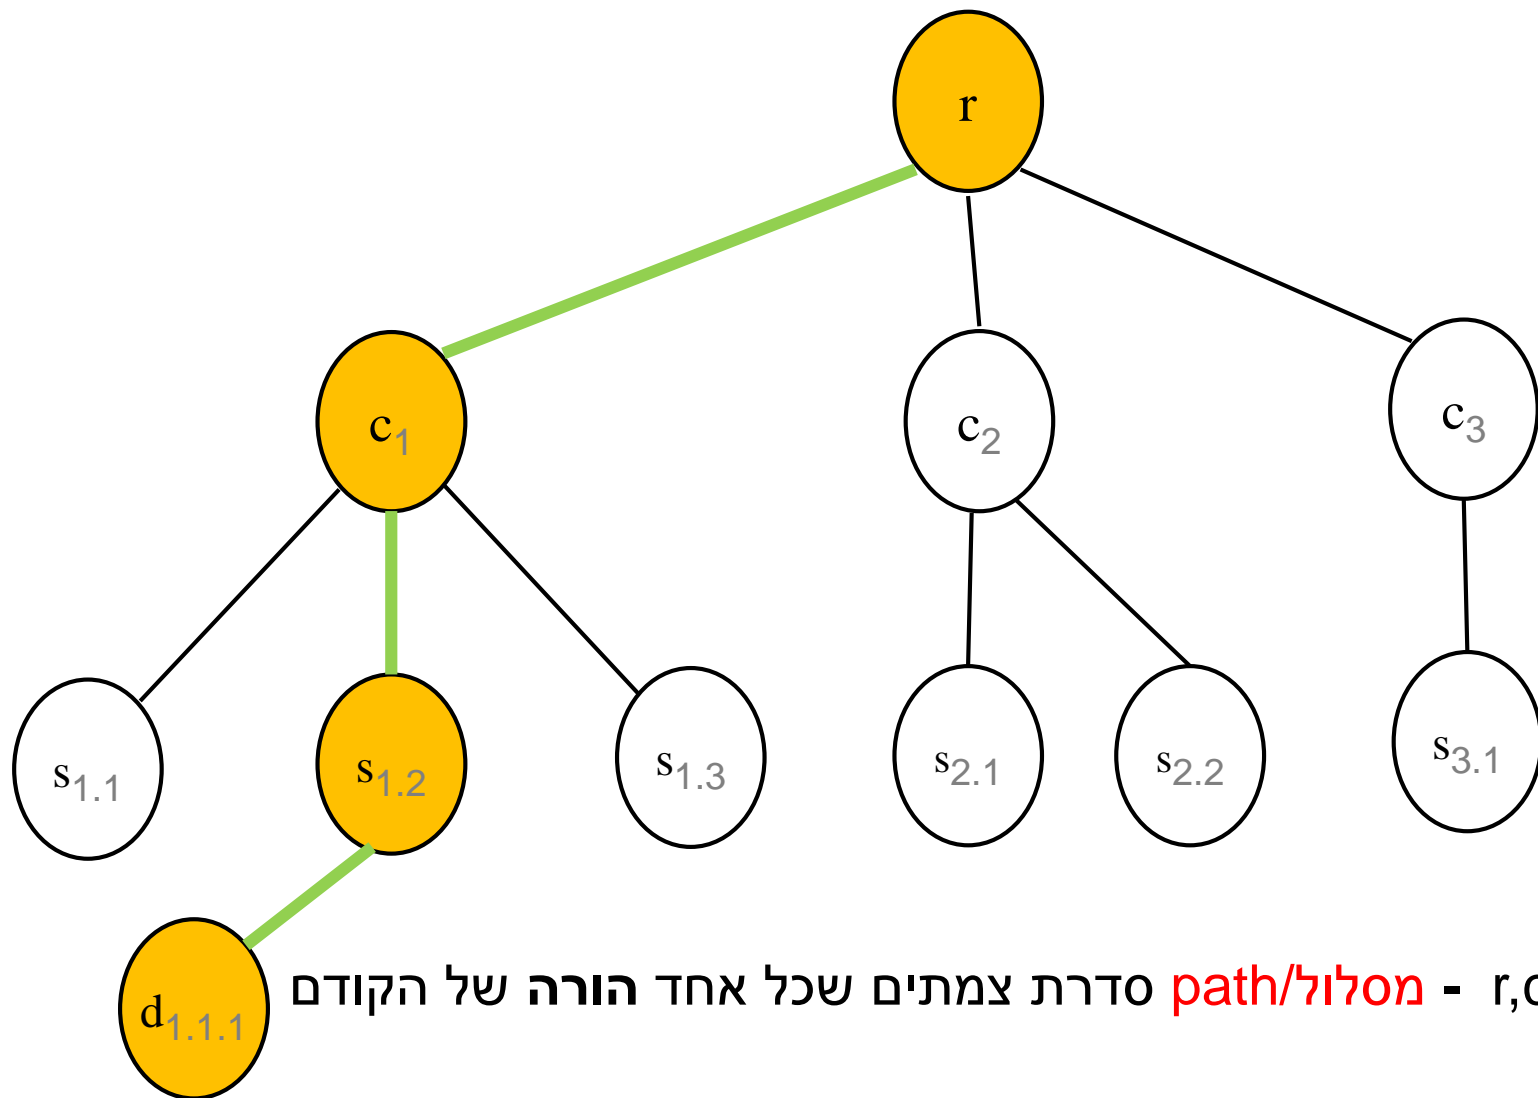 r
c1
c2
c3
s1.1
s1.2
s1.3
s2.1
s2.2
s3.1
d1.1.1
r,c - מסלול/path סדרת צמתים שכל אחד הורה של הקודם